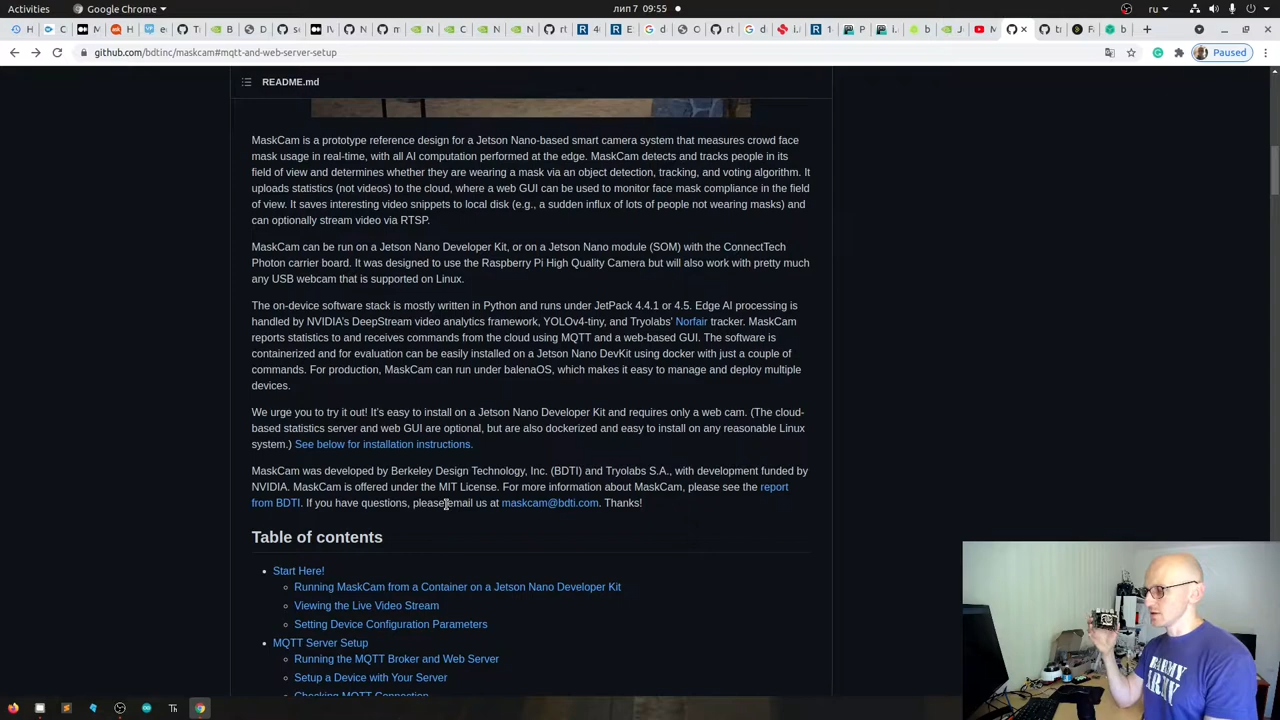 Activities
Google Chrome
лип 7 09:55
ru
github.com/bdtinc/maskcam#mqtt-and-web-server-setup
Paused
README.md
MaskCam is a prototype reference design for a Jetson Nano-based smart camera system that measures crowd face
mask usage in real-time, with all AI computation performed at the edge. MaskCam detects and tracks people in its
field of view and determines whether they are wearing a mask via an object detection, tracking, and voting algorithm. It
uploads statistics (not videos) to the cloud, where a web GUI can be used to monitor face mask compliance in the field
of view. It saves interesting video snippets to local disk (e.g., a sudden influx of lots of people not wearing masks) and
can optionally stream video via RTSP.
MaskCam can be run on a Jetson Nano Developer Kit, or on a Jetson Nano module (SOM) with the ConnectTech
Photon carrier board. It was designed to use the Raspberry Pi High Quality Camera but will also work with pretty much
any USB webcam that is supported on Linux.
The on-device software stack is mostly written in Python and runs under JetPack 4.4.1 or 4.5. Edge AI processing is
handled by NVIDIA's DeepStream video analytics framework, YOLOv4-tiny, and Tryolabs' Norfair tracker. MaskCam
reports statistics to and receives commands from the cloud using MQTT and a web-based GUI. The software is
containerized and for evaluation can be easily installed on a Jetson Nano DevKit using docker with just a couple of
commands. For production, MaskCam can run under balenaOS, which makes it easy to manage and deploy multiple
devices.
We urge you to try it out! It's easy to install on a Jetson Nano Developer Kit and requires only a web cam. (The cloud-
based statistics server and web GUI are optional, but are also dockerized and easy to install on any reasonable Linux
system.) See below for installation instructions.
MaskCam was developed by Berkeley Design Technology, Inc. (BDTI) and Tryolabs S.A., with development funded by
NVIDIA. MaskCam is offered under the MIT License. For more information about MaskCam, please see the report
from BDTI. If you have questions, please email us at maskcam@bdti.com. Thanks!
Table of contents
Start Here!
Running MaskCam from a Container on a Jetson Nano Developer Kit
Viewing the Live Video Stream
Setting Device Configuration Parameters
MQTT Server Setup
Running the MQTT Broker and Web Server
Setup a Device with Your Server
Checking MQTT Connection